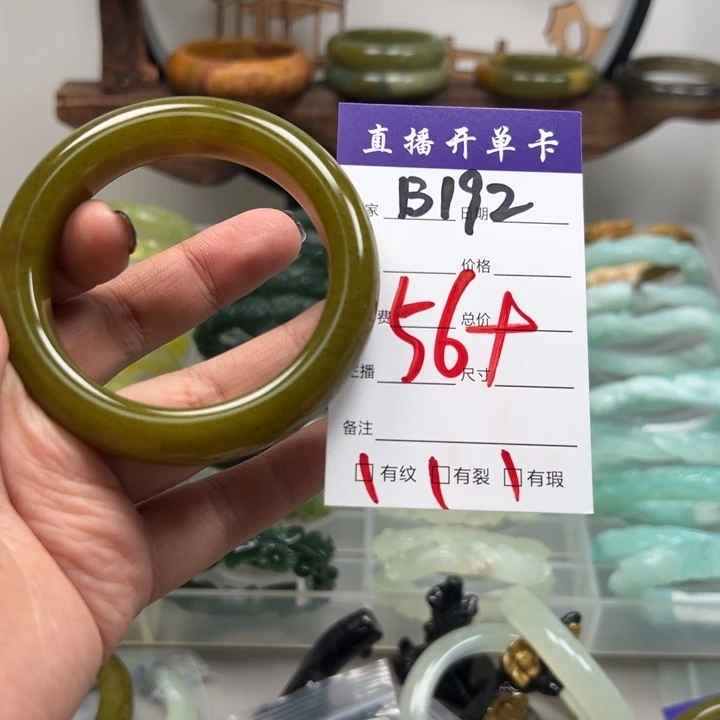 直播开单卡
家 B192 日期
价格
费 56+ 总价
主播 尺寸
备注
有纹 有裂 有瑕